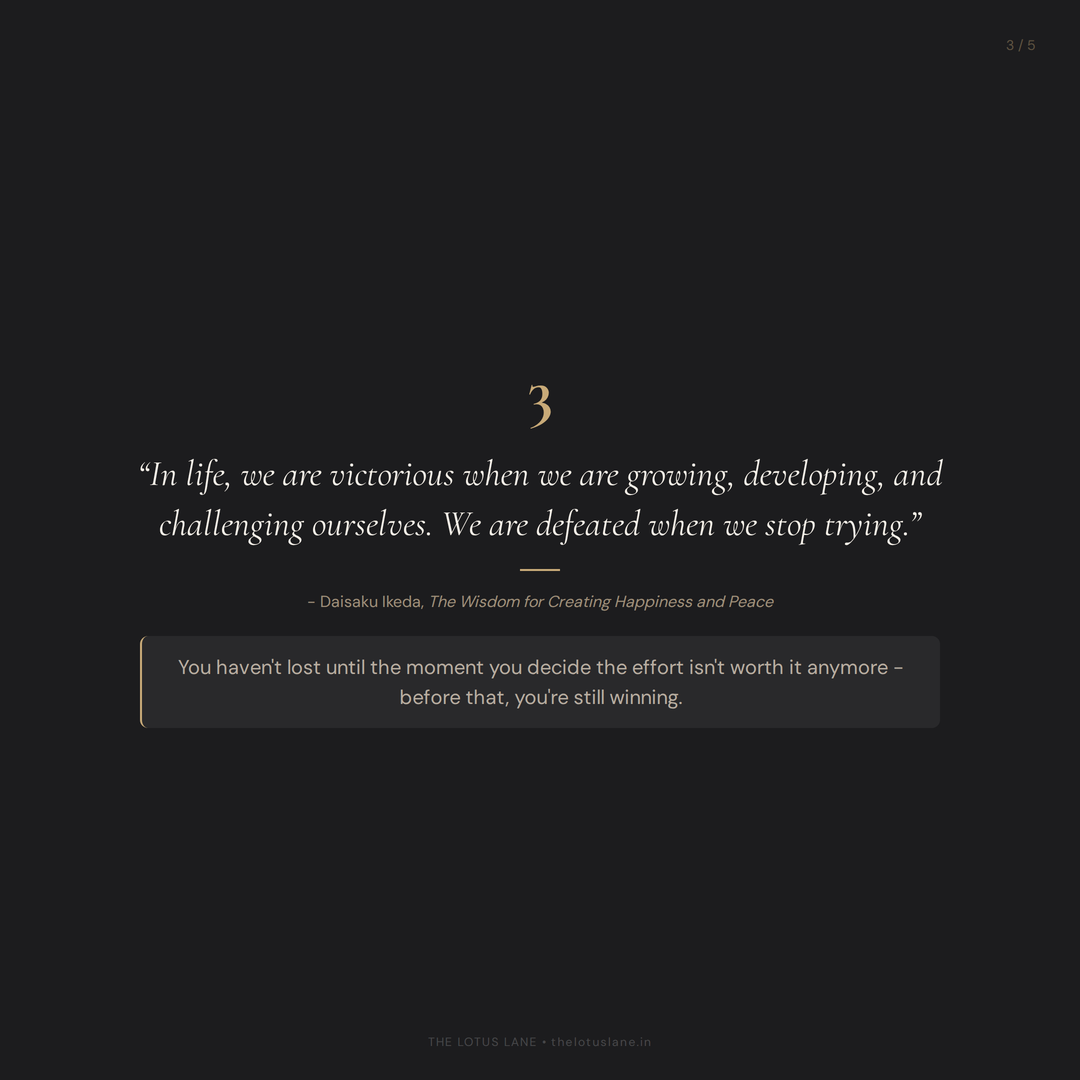 3 / 5
3
“In life, we are victorious when we are growing, developing, and
challenging ourselves. We are defeated when we stop trying.”
– Daisaku Ikeda, The Wisdom for Creating Happiness and Peace
You haven't lost until the moment you decide the effort isn't worth it anymore –
before that, you're still winning.
THE LOTUS LANE • thelotuslane.in